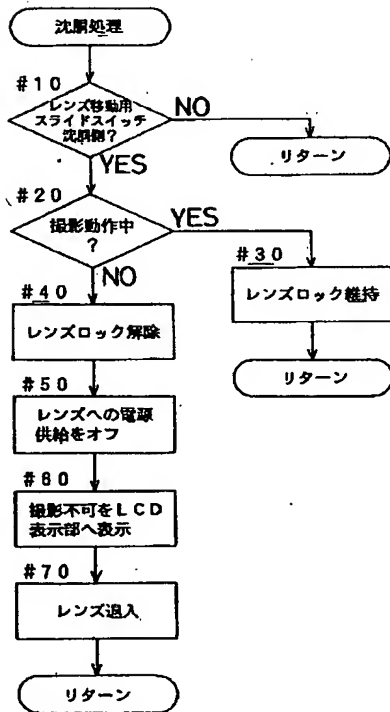 沈胴処理
#10
レンズ移動用
スライドスイッチ
沈胴側?
NO
リターン
YES
#20
撮影動作中
?
YES
NO
#30
レンズロック維持
リターン
#40
レンズロック解除
#50
レンズへの電源
供給をオフ
#60
撮影不可をLCD
表示部へ表示
#70
レンズ退入
リターン